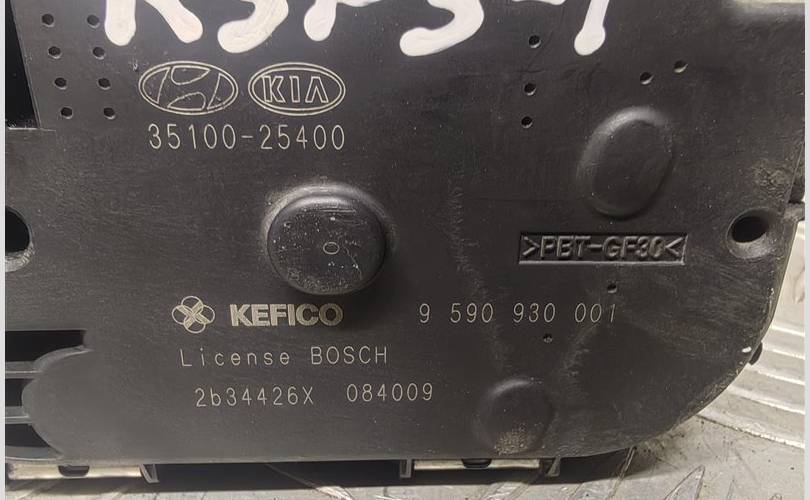 KIA
35100-25400
>PBT-GF30<
KEFICO 9 590 930 001
License BOSCH
2b34426X 084009